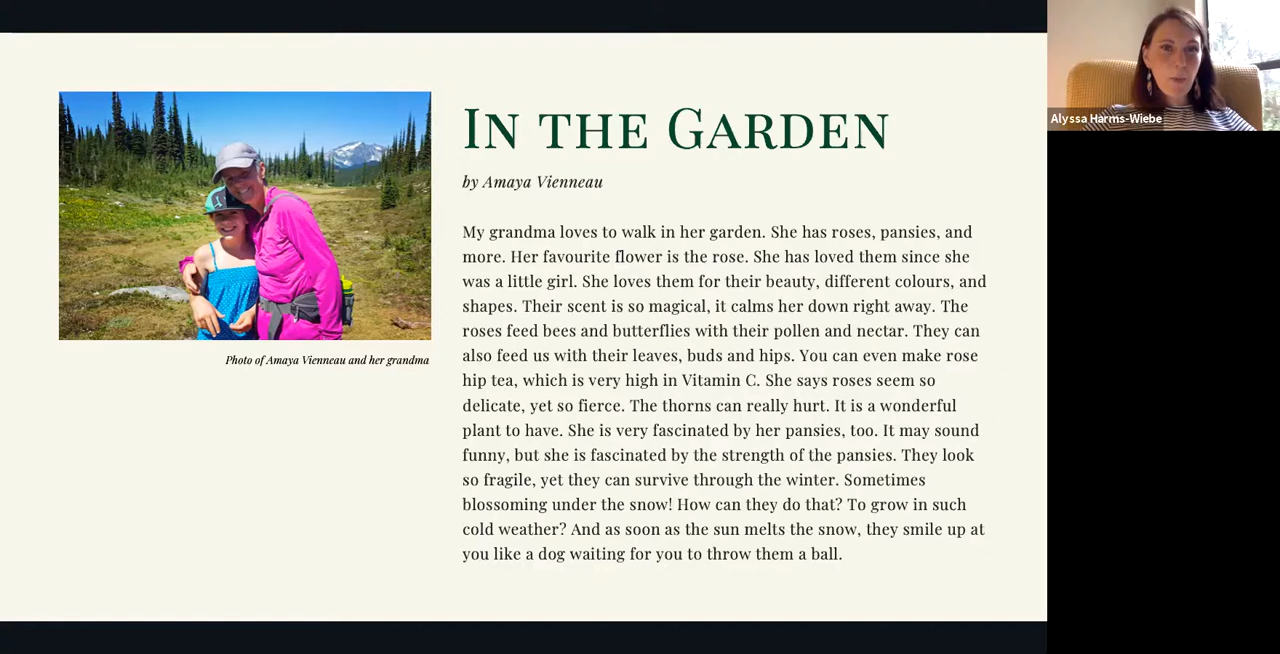 In the Garden
by Amaya Vienneau
My grandma loves to walk in her garden. She has roses, pansies, and
more. Her favourite flower is the rose. She has loved them since she
was a little girl. She loves them for their beauty, different colours, and
shapes. Their scent is so magical, it calms her down right away. The
roses feed bees and butterflies with their pollen and nectar. They can
also feed us with their leaves, buds and hips. You can even make rose
hip tea, which is very high in Vitamin C. She says roses seem so
delicate, yet so fierce. The thorns can really hurt. It is a wonderful
plant to have. She is very fascinated by her pansies, too. It may sound
funny, but she is fascinated by the strength of the pansies. They look
so fragile, yet they can survive through the winter. Sometimes
blossoming under the snow! How can they do that? To grow in such
cold weather? And as soon as the sun melts the snow, they smile up at
you like a dog waiting for you to throw them a ball.
Photo of Amaya Vienneau and her grandma
Alyssa Harms-Wiebe